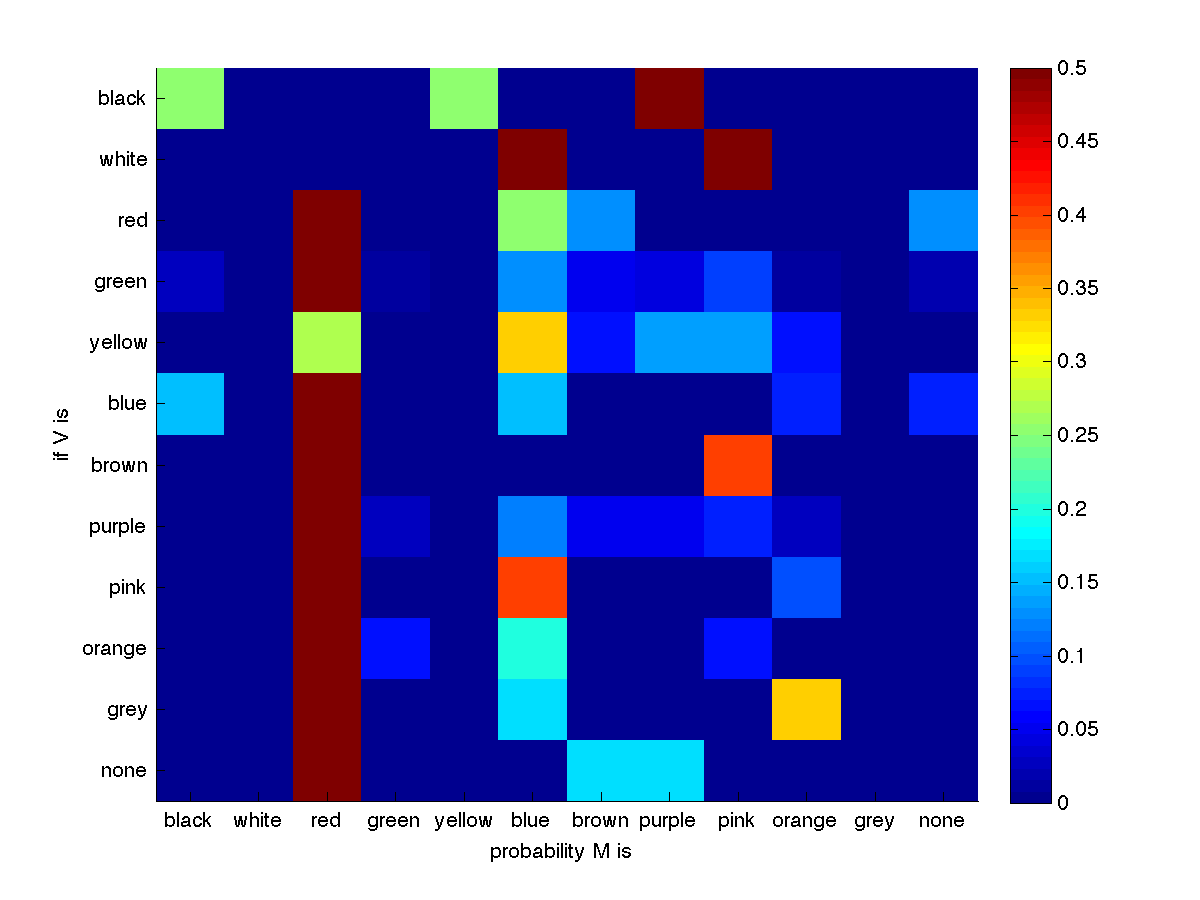 black
white
red
green
yellow
blue
brown
purple
pink
orange
grey
none
if V is
black white red green yellow blue brown purple pink orange grey none
probability M is
0.5
0.45
0.4
0.35
0.3
0.25
0.2
0.15
0.1
0.05
0